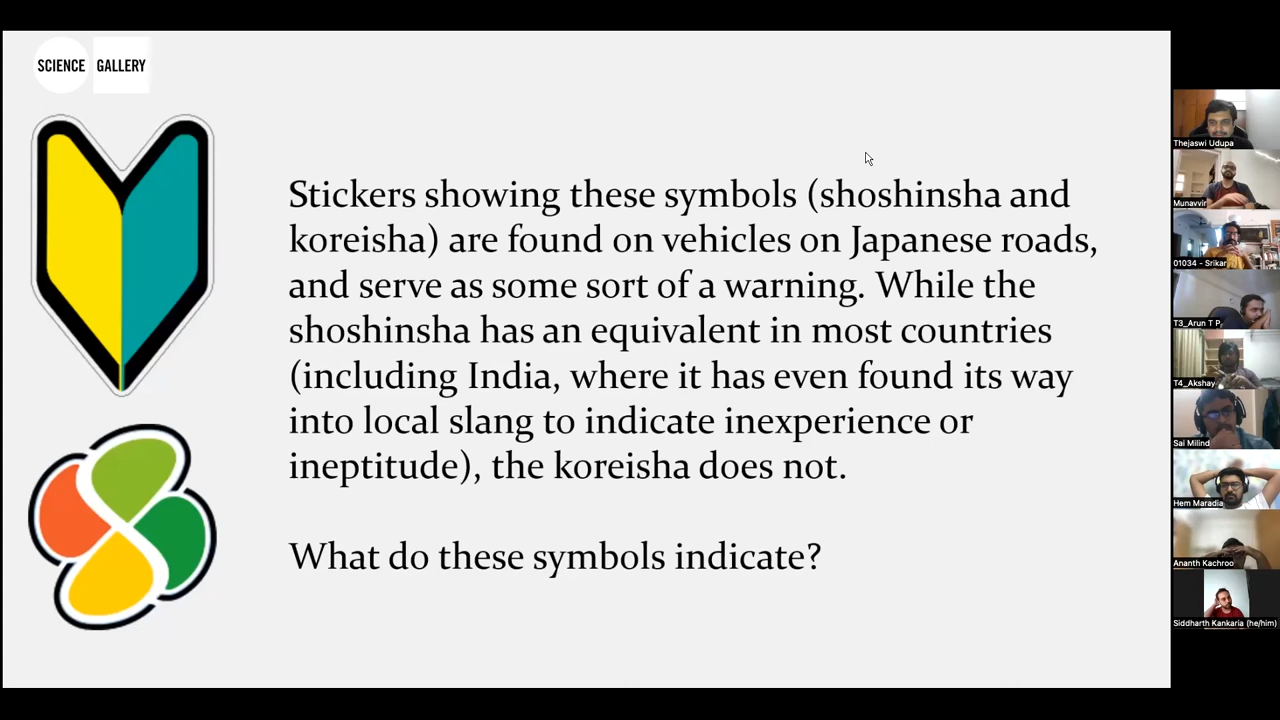 SCIENCE GALLERY
Stickers showing these symbols (shoshinsha and
koreisha) are found on vehicles on Japanese roads,
and serve as some sort of a warning. While the
shoshinsha has an equivalent in most countries
(including India, where it has even found its way
into local slang to indicate inexperience or
ineptitude), the koreisha does not.
What do these symbols indicate?
Thejaswi Udupa
Munavvir
01034 - Srikar
T3_Arun T P
T4_Akshay
Sai Milind
Hem Maradia
Ananth Kachroo
Siddharth Kankaria (he/him)